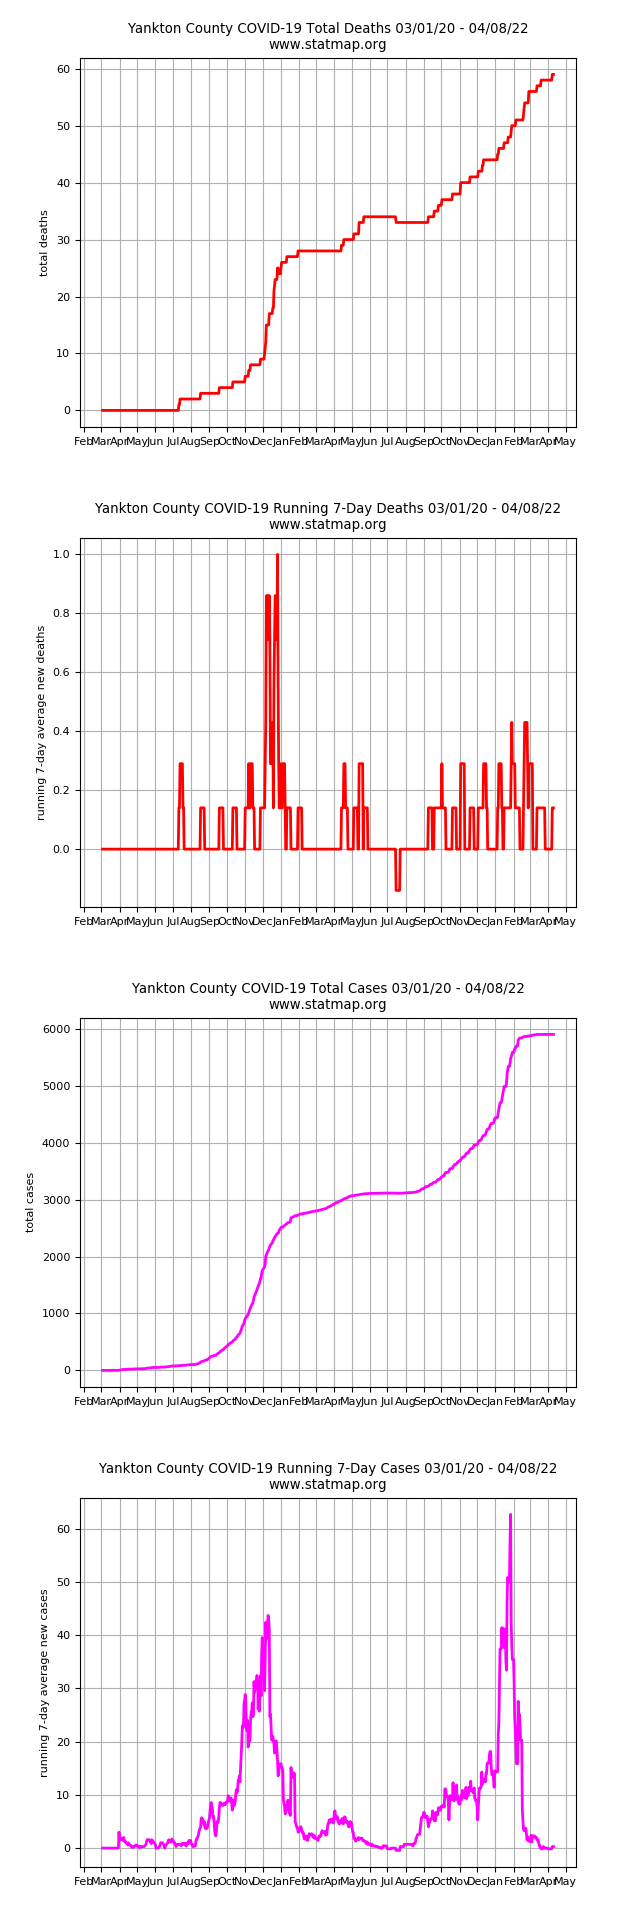 Yankton County COVID-19 Total Deaths 03/01/20 - 04/08/22
www.statmap.org
60
50
40
30
20
10
0
total deaths
Feb Mar Apr May Jun Jul Aug Sep Oct Nov Dec Jan Feb Mar Apr May Jun Jul Aug Sep Oct Nov Dec Jan Feb Mar Apr May
Yankton County COVID-19 Running 7-Day Deaths 03/01/20 - 04/08/22
www.statmap.org
1.0
0.8
0.6
0.4
0.2
0.0
running 7-day average new deaths
Feb Mar Apr May Jun Jul Aug Sep Oct Nov Dec Jan Feb Mar Apr May Jun Jul Aug Sep Oct Nov Dec Jan Feb Mar Apr May
Yankton County COVID-19 Total Cases 03/01/20 - 04/08/22
www.statmap.org
6000
5000
4000
3000
2000
1000
0
total cases
Feb Mar Apr May Jun Jul Aug Sep Oct Nov Dec Jan Feb Mar Apr May Jun Jul Aug Sep Oct Nov Dec Jan Feb Mar Apr May
Yankton County COVID-19 Running 7-Day Cases 03/01/20 - 04/08/22
www.statmap.org
60
50
40
30
20
10
0
running 7-day average new cases
Feb Mar Apr May Jun Jul Aug Sep Oct Nov Dec Jan Feb Mar Apr May Jun Jul Aug Sep Oct Nov Dec Jan Feb Mar Apr May